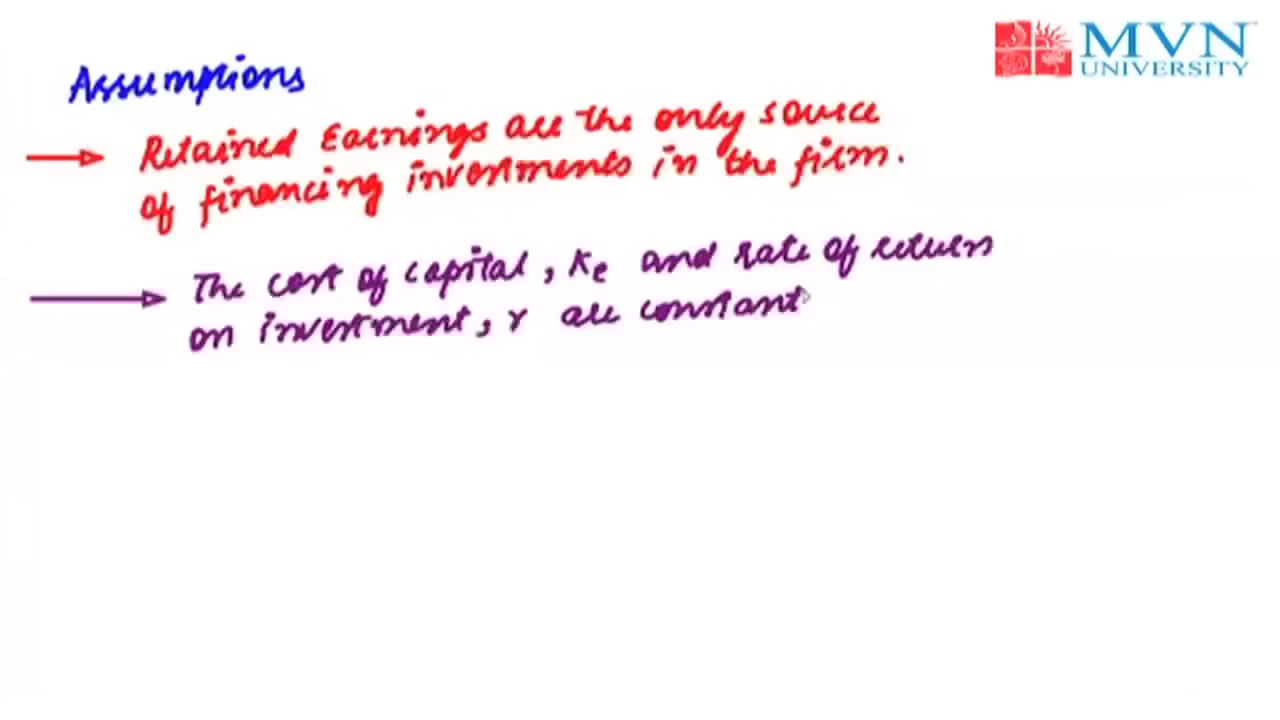 MVN
UNIVERSITY
Assumptions
Retained Earnings are the only source
of financing investments in the firm.
The cost of capital, Ke and rate of return
on investment, r are constant